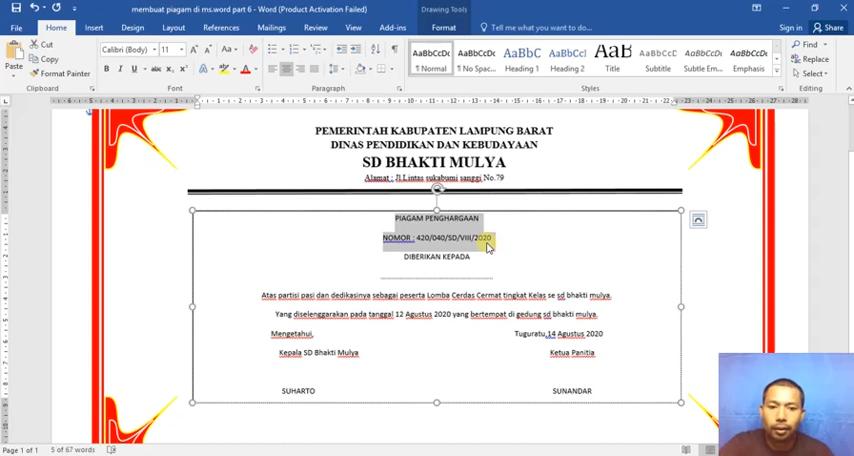 membuat piagam di ms.word part 6 - Word (Product Activation Failed)
Drawing Tools
File Home Insert Design Layout References Mailings Review View Add-ins Format Tell me what you want to do... Sign in Share
Paste
Cut
Copy
Format Painter
Calibri (Body) 11
Clipboard Font Paragraph Styles Editing
AaBbCcDc AaBbCcDc AaBbC AaBbCcI AaB AaBbCcD AaBbCcDc AaBbCcDc
¶ Normal ¶ No Spac... Heading 1 Heading 2 Title Subtitle Subtle Em... Emphasis
Find
Replace
Select
PEMERINTAH KABUPATEN LAMPUNG BARAT
DINAS PENDIDIKAN DAN KEBUDAYAAN
SD BHAKTI MULYA
Alamat : Jl.Lintas sukabumi sanggi No.79
PIAGAM PENGHARGAAN
NOMOR : 420/040/SD/VIII/2020
DIBERIKAN KEPADA
Atas partisi pasi dan dedikasinya sebagai peserta Lomba Cerdas Cermat tingkat Kelas se sd bhakti mulya.
Yang diselenggarakan pada tanggal 12 Agustus 2020 yang bertempat di gedung sd bhakti mulya.
Mengetahui, Tuguratu,14 Agustus 2020
Kepala SD Bhakti Mulya Ketua Panitia
SUHARTO SUNANDAR
Page 1 of 1 5 of 67 words